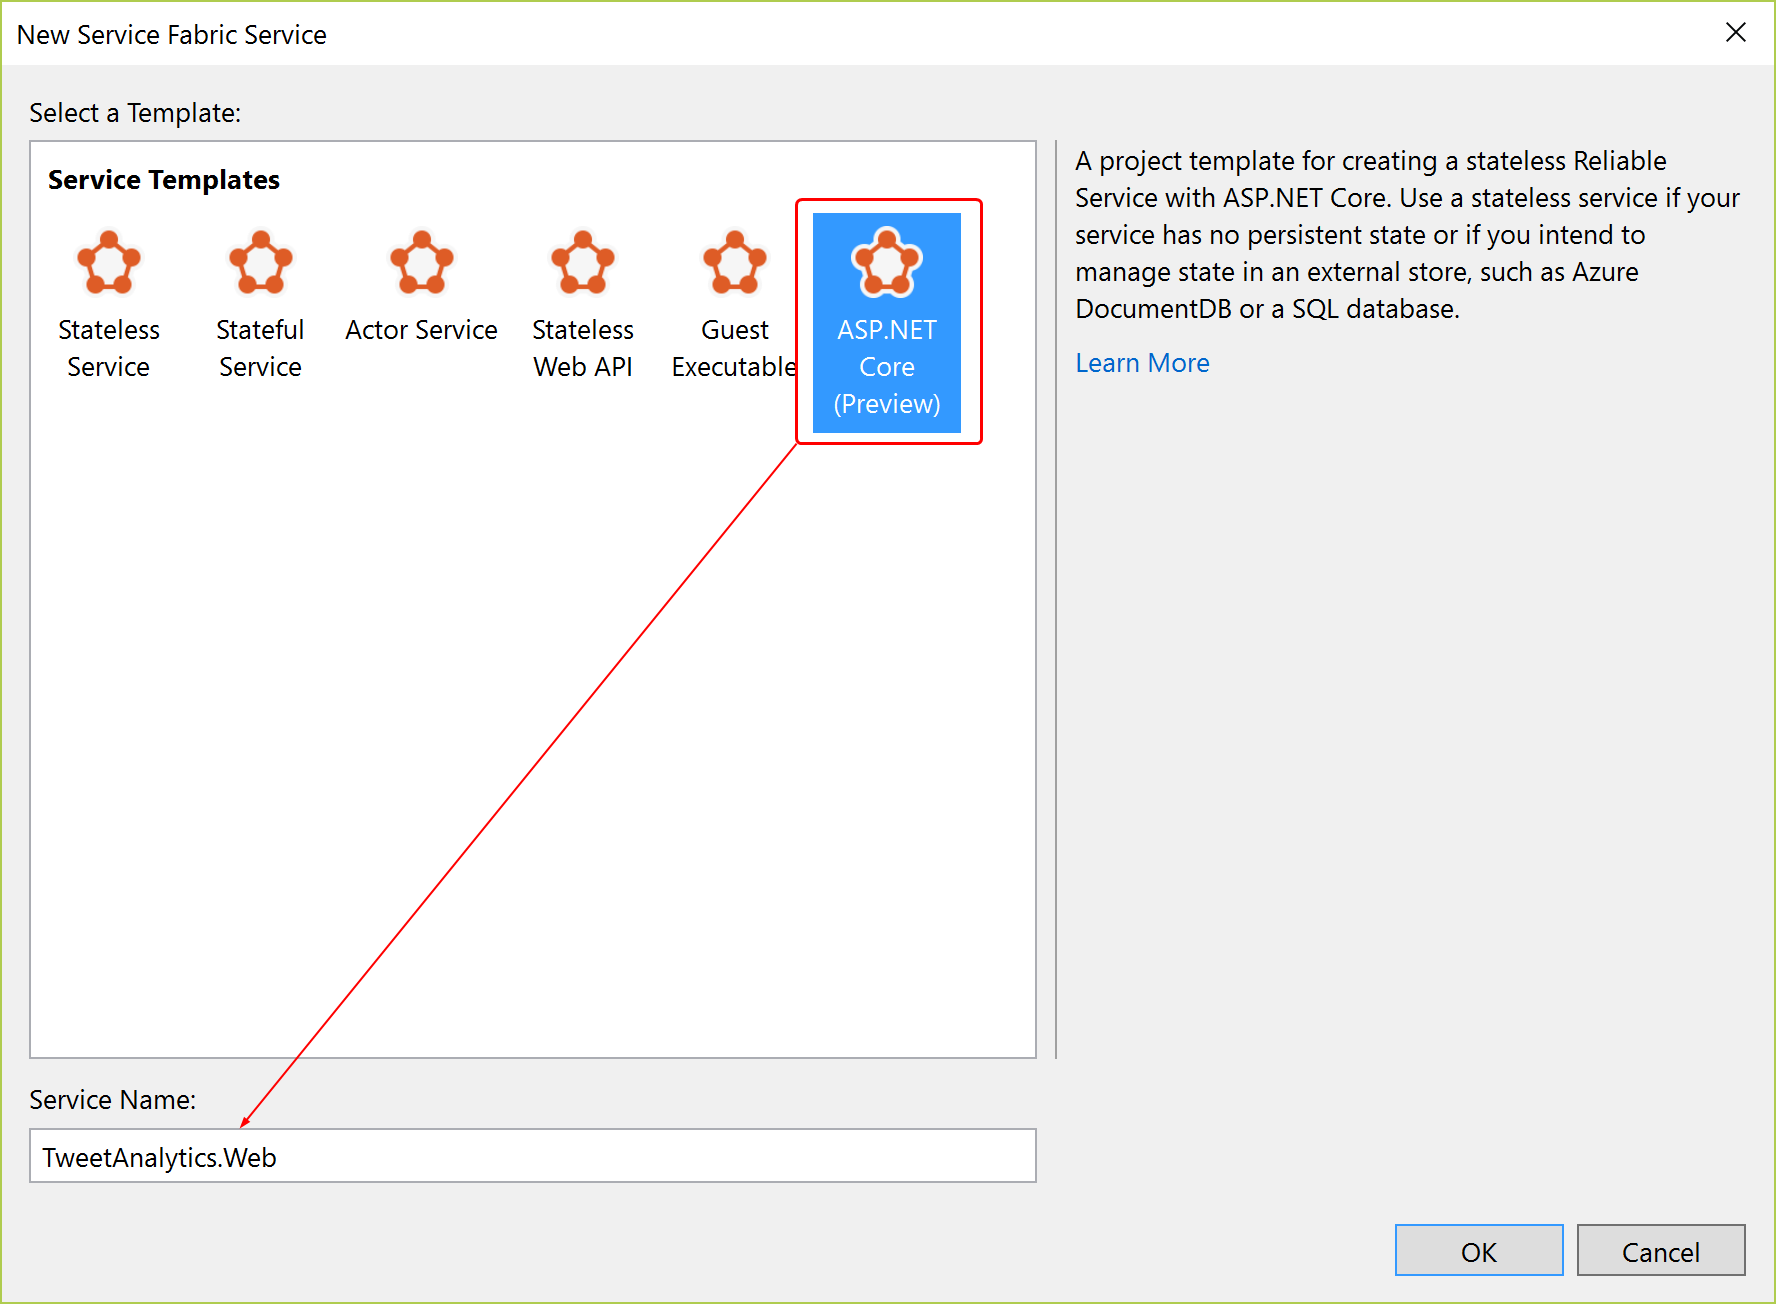 New Service Fabric Service
Select a Template:
Service Templates
Stateless
Service
Stateful
Service
Actor Service
Stateless
Web API
Guest
Executable
ASP.NET
Core
(Preview)
A project template for creating a stateless Reliable
Service with ASP.NET Core. Use a stateless service if your
service has no persistent state or if you intend to
manage state in an external store, such as Azure
DocumentDB or a SQL database.
Learn More
Service Name:
TweetAnalytics.Web
OK
Cancel